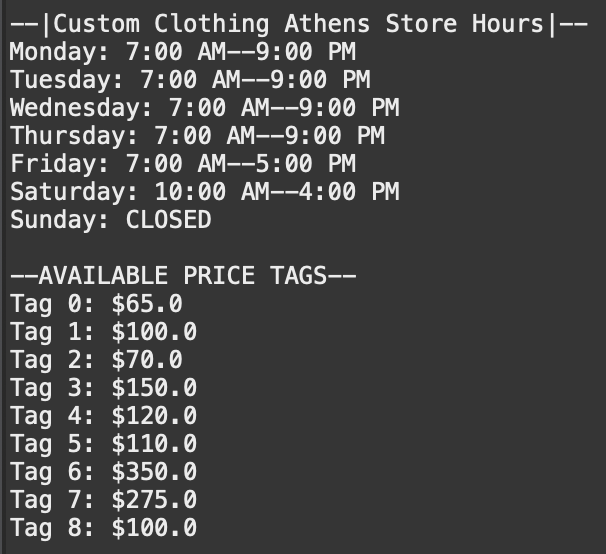 --|Custom Clothing Athens Store Hours|--
Monday: 7:00 AM--9:00 PM
Tuesday: 7:00 AM--9:00 PM
Wednesday: 7:00 AM--9:00 PM
Thursday: 7:00 AM--9:00 PM
Friday: 7:00 AM--5:00 PM
Saturday: 10:00 AM--4:00 PM
Sunday: CLOSED

--AVAILABLE PRICE TAGS--
Tag 0: $65.0
Tag 1: $100.0
Tag 2: $70.0
Tag 3: $150.0
Tag 4: $120.0
Tag 5: $110.0
Tag 6: $350.0
Tag 7: $275.0
Tag 8: $100.0